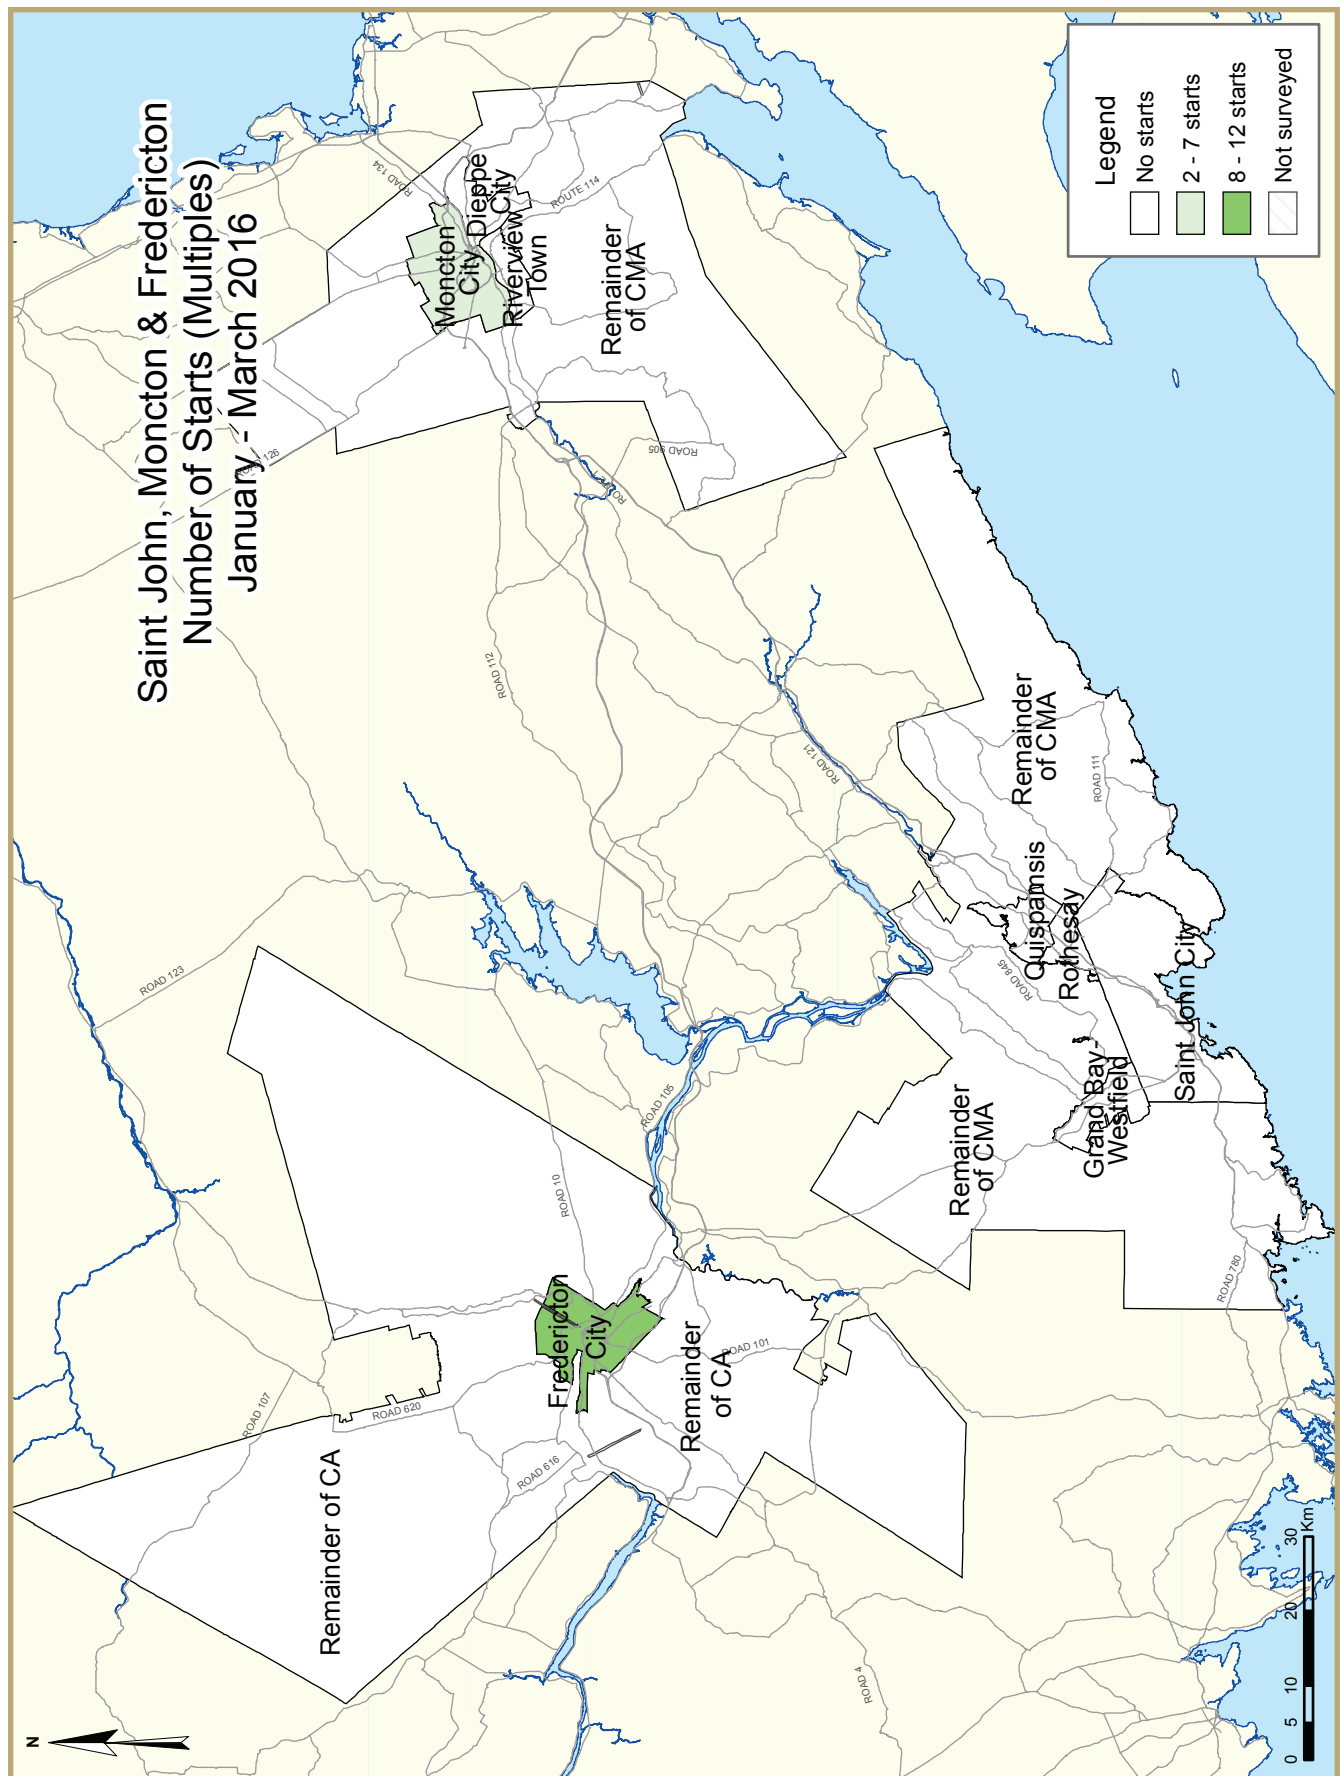 Saint John, Moncton & Fredericton
Number of Starts (Multiples)
January - March 2016
N
Legend
No starts
2 - 7 starts
8 - 12 starts
Not surveyed
ROAD 134
Moncton
City
Dieppe
City
Riverview
Town
ROUTE 114
Remainder
of CMA
ROAD 126
ROAD 905
ROAD 112
ROAD 121
ROAD 123
Remainder
of CMA
ROAD 111
Quispamsis
Rothesay
ROAD 845
Saint John City
Grand Bay -
Westfield
Remainder
of CMA
ROAD 105
ROAD 10
ROAD 780
Fredericton
City
Remainder
of CA
ROAD 101
ROAD 107
ROAD 620
ROAD 616
Remainder of CA
ROAD 4
0 5 10 20 30
Km